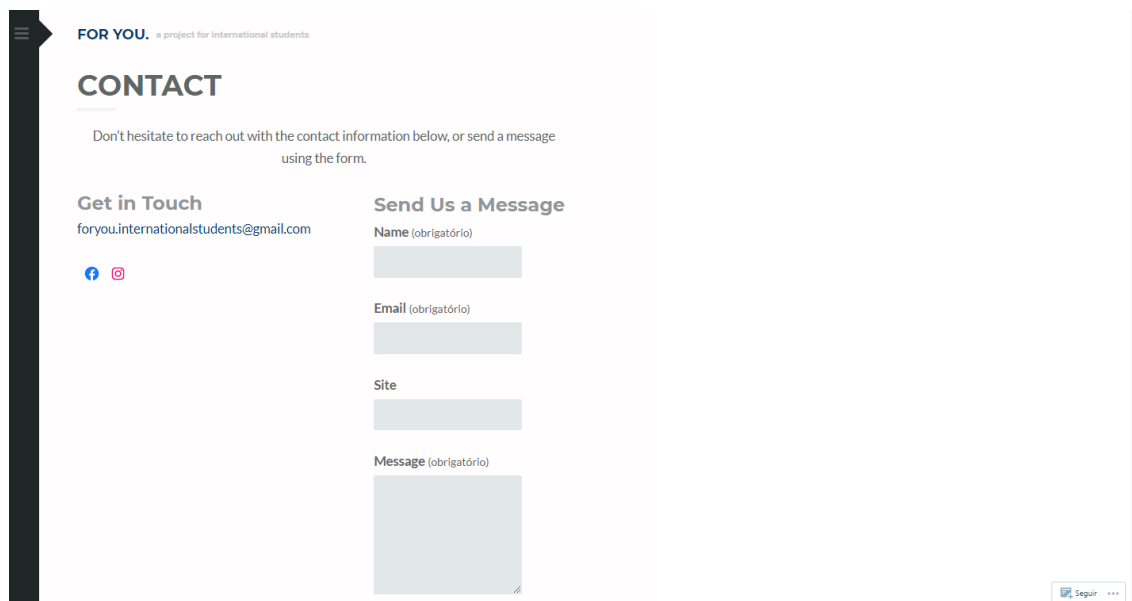 FOR YOU. a project for international students
CONTACT
Don't hesitate to reach out with the contact information below, or send a message
using the form.
Get in Touch
foryou.internationalstudents@gmail.com
Send Us a Message
Name (obrigatório)
Email (obrigatório)
Site
Message (obrigatório)
Seguir